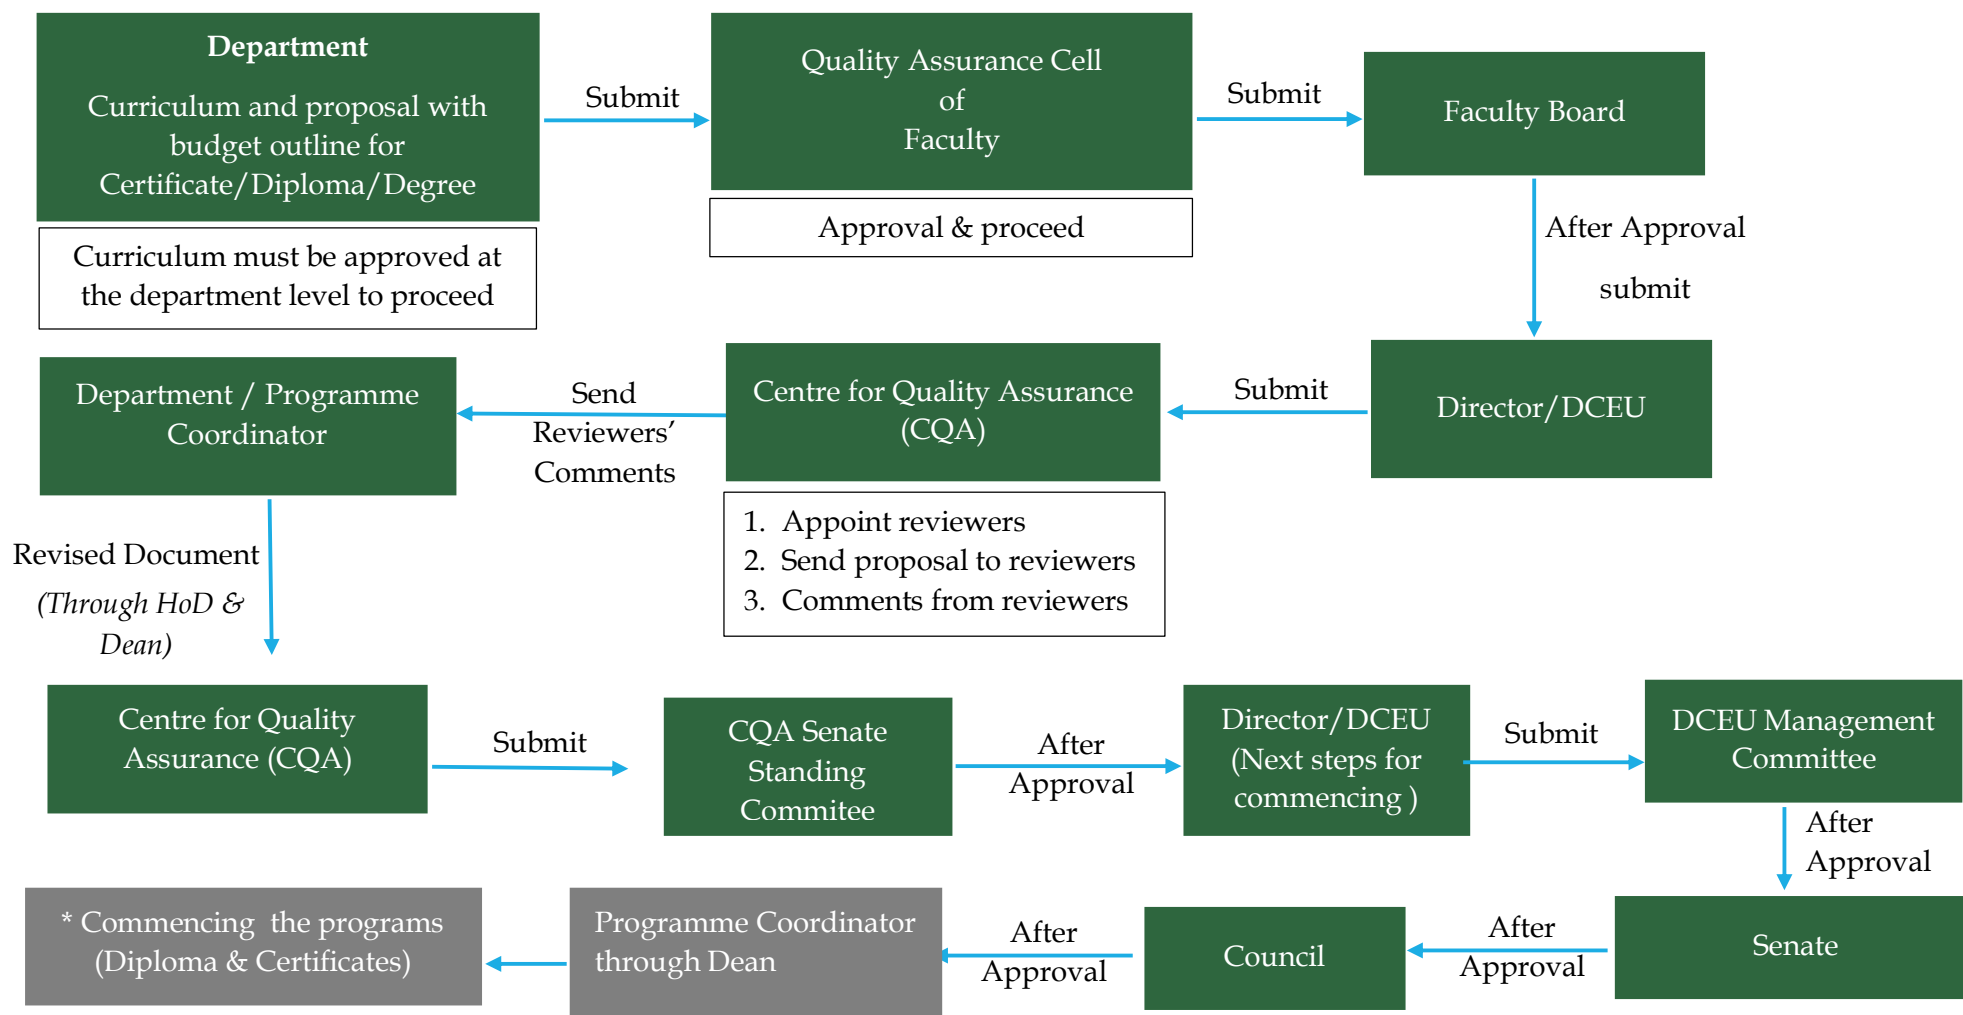 Department
Curriculum and proposal with
budget outline for
Certificate/Diploma/Degree
Curriculum must be approved at
the department level to proceed
Submit
Quality Assurance Cell
of
Faculty
Approval & proceed
Submit
Faculty Board
After Approval
submit
Director/DCEU
Submit
Centre for Quality Assurance
(CQA)
1. Appoint reviewers
2. Send proposal to reviewers
3. Comments from reviewers
Send
Reviewers’
Comments
Department / Programme
Coordinator
Revised Document
(Through HoD &
Dean)
Centre for Quality
Assurance (CQA)
Submit
CQA Senate
Standing
Commitee
After
Approval
Director/DCEU
(Next steps for
commencing )
Submit
DCEU Management
Committee
After
Approval
Senate
After
Approval
Council
After
Approval
Programme Coordinator
through Dean
* Commencing the programs
(Diploma & Certificates)